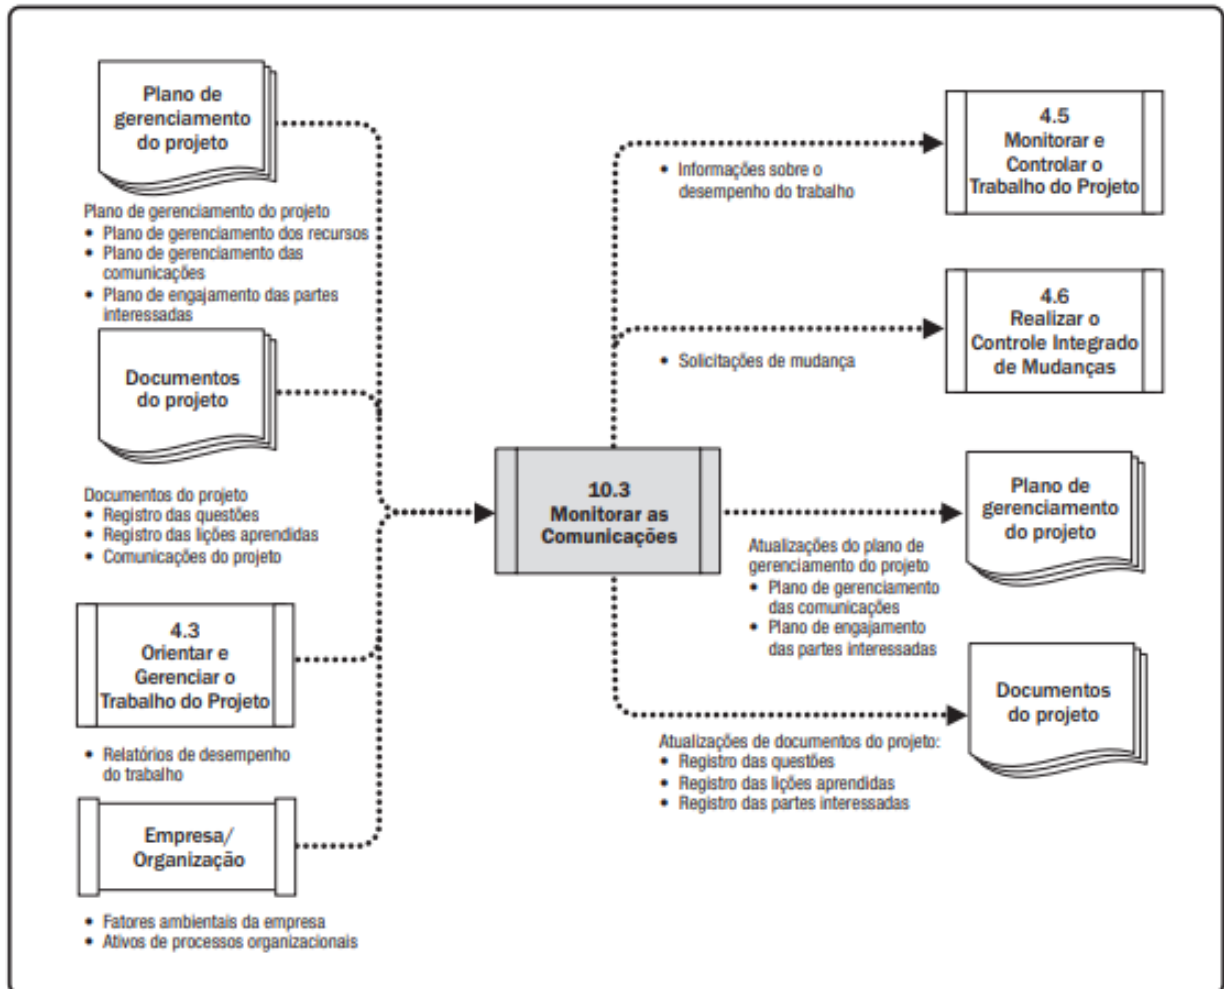 Plano de
gerenciamento
do projeto
Plano de gerenciamento do projeto
• Plano de gerenciamento dos recursos
• Plano de gerenciamento das
comunicações
• Plano de engajamento das partes
interessadas
Documentos
do projeto
Documentos do projeto
• Registro das questões
• Registro das lições aprendidas
• Comunicações do projeto
4.3
Orientar e
Gerenciar o
Trabalho do Projeto
• Relatórios de desempenho
do trabalho
Empresa/
Organização
• Fatores ambientais da empresa
• Ativos de processos organizacionais
10.3
Monitorar as
Comunicações
• Informações sobre o
desempenho do trabalho
4.5
Monitorar e
Controlar o
Trabalho do Projeto
• Solicitações de mudança
4.6
Realizar o
Controle Integrado
de Mudanças
Atualizações do plano de
gerenciamento do projeto
• Plano de gerenciamento
das comunicações
• Plano de engajamento
das partes interessadas
Plano de
gerenciamento
do projeto
Atualizações de documentos do projeto:
• Registro das questões
• Registro das lições aprendidas
• Registro das partes interessadas
Documentos
do projeto